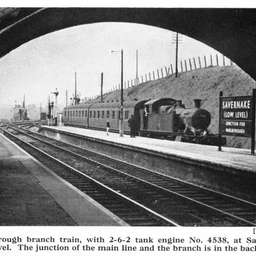 SAVERNAKE
(LOW LEVEL)
JUNCTION FOR
MARLBOROUGH
rough branch train, with 2-6-2 tank engine No. 4538, at Sa
vel. The junction of the main line and the branch is in the back